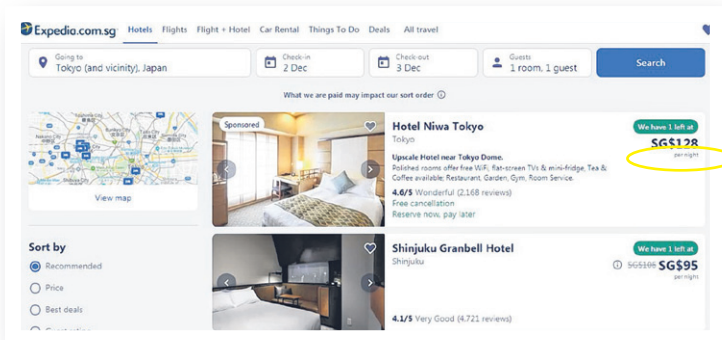 Expedia.com.sg Hotels Flights Flight + Hotel Car Rental Things To Do Deals All travel
Going to
Tokyo (and vicinity), Japan
Check-in
2 Dec
Check-out
3 Dec
Guests
1 room, 1 guest
Search
What we are paid may impact our sort order
View map
Sort by
Recommended
Price
Best deals
Sponsored
Hotel Niwa Tokyo
Tokyo
Upscale Hotel near Tokyo Dome.
Polished rooms offer free WiFi, flat-screen TVs & mini-fridge, Tea &
Coffee available; Restaurant, Garden, Gym, Room Service.
4.6/5 Wonderful (2,168 reviews)
Free cancellation
Reserve now, pay later
We have 1 left at
SG$128
per night
Shinjuku Granbell Hotel
Shinjuku
4.1/5 Very Good (4,721 reviews)
We have 1 left at
SG$95
per night